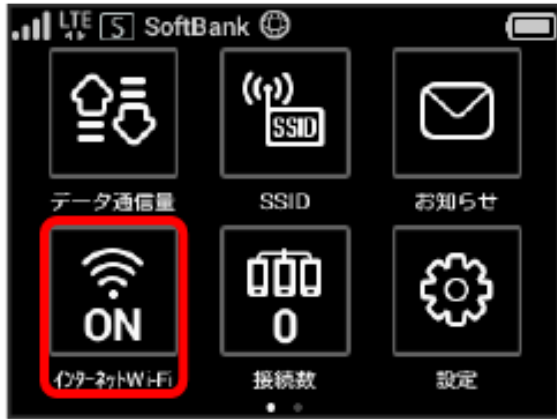 LTE S SoftBank
SSID
データ通信量 SSID お知らせ
ON 0
インターネットWi-Fi 接続数 設定